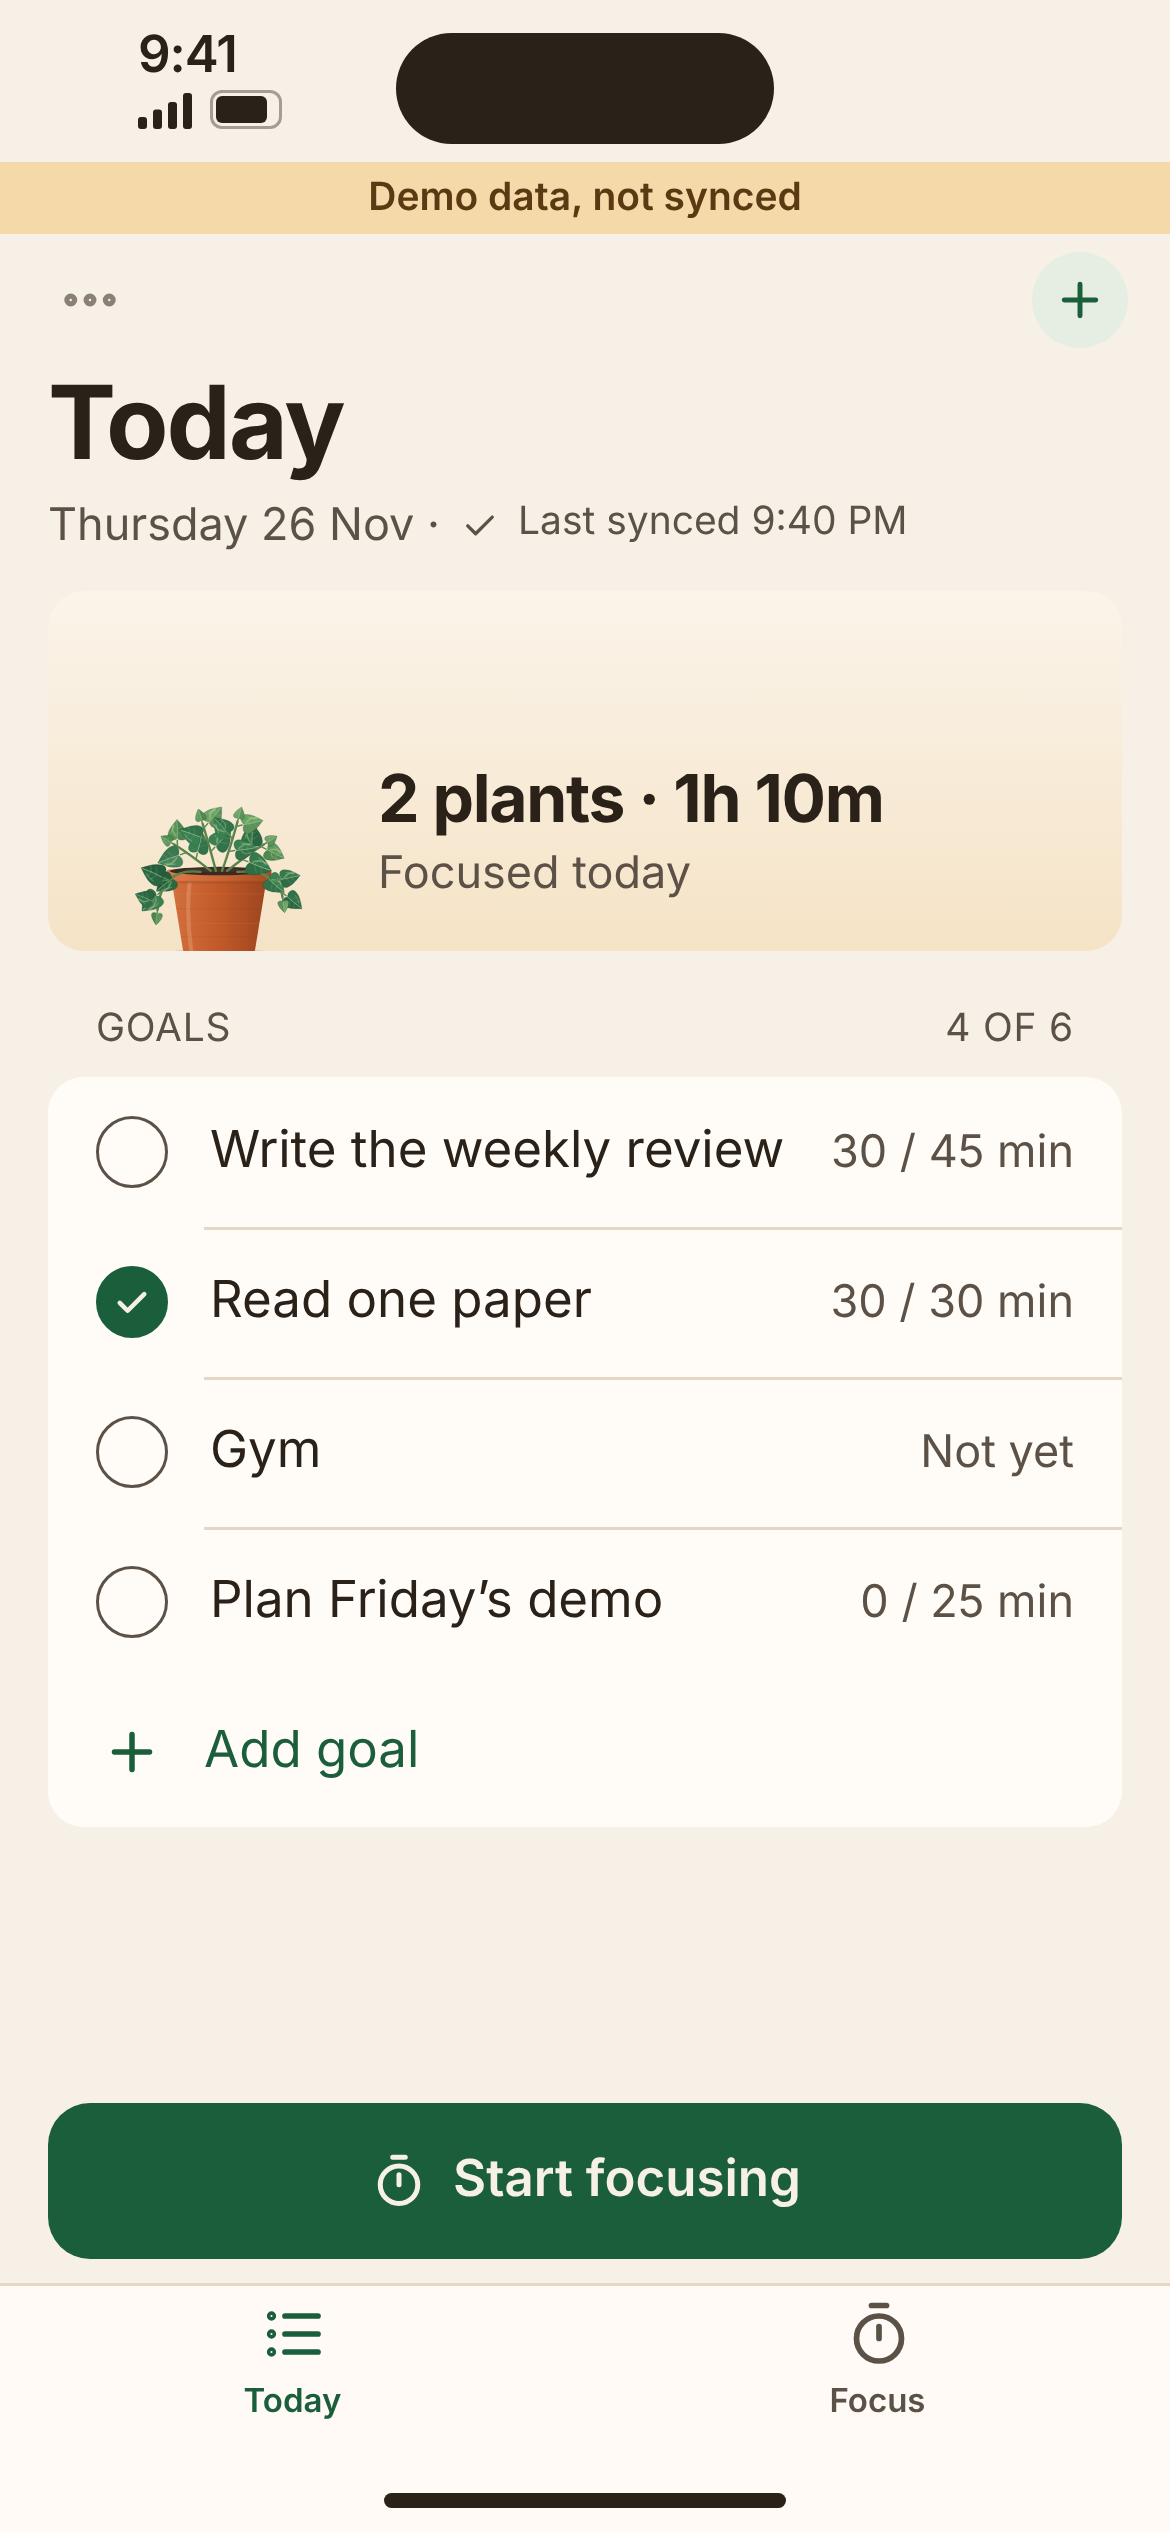 9:41
Demo data, not synced
Today
Thursday 26 Nov · Last synced 9:40 PM
2 plants · 1h 10m
Focused today
GOALS 4 OF 6
Write the weekly review 30 / 45 min
Read one paper 30 / 30 min
Gym Not yet
Plan Friday’s demo 0 / 25 min
Add goal
Start focusing
Today Focus